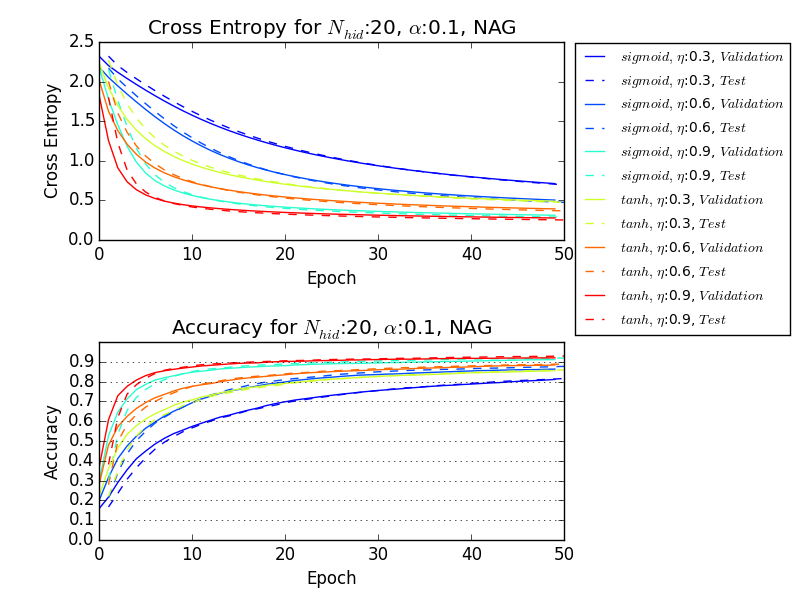 Cross Entropy for N_hid:20, α:0.1, NAG
2.5
2.0
1.5
1.0
0.5
0.0
Cross Entropy
0 10 20 30 40 50
Epoch
sigmoid, η:0.3, Validation
sigmoid, η:0.3, Test
sigmoid, η:0.6, Validation
sigmoid, η:0.6, Test
sigmoid, η:0.9, Validation
sigmoid, η:0.9, Test
tanh, η:0.3, Validation
tanh, η:0.3, Test
tanh, η:0.6, Validation
tanh, η:0.6, Test
tanh, η:0.9, Validation
tanh, η:0.9, Test
Accuracy for N_hid:20, α:0.1, NAG
0.9
0.8
0.7
0.6
0.5
0.4
0.3
0.2
0.1
0.0
Accuracy
0 10 20 30 40 50
Epoch